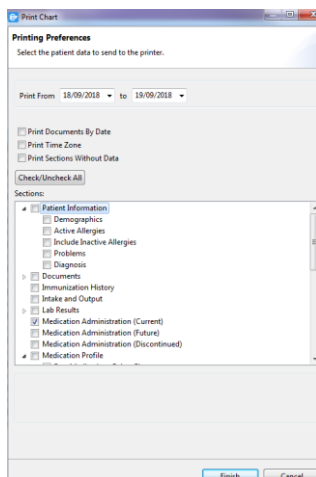 Print Chart
Printing Preferences
Select the patient data to send to the printer.
Print From 18/09/2018 to 19/09/2018
Print Documents By Date
Print Time Zone
Print Sections Without Data
Check/Uncheck All
Sections:
Patient Information
Demographics
Active Allergies
Include Inactive Allergies
Problems
Diagnosis
Documents
Immunization History
Intake and Output
Lab Results
Medication Administration (Current)
Medication Administration (Future)
Medication Administration (Discontinued)
Medication Profile
Finish Cancel